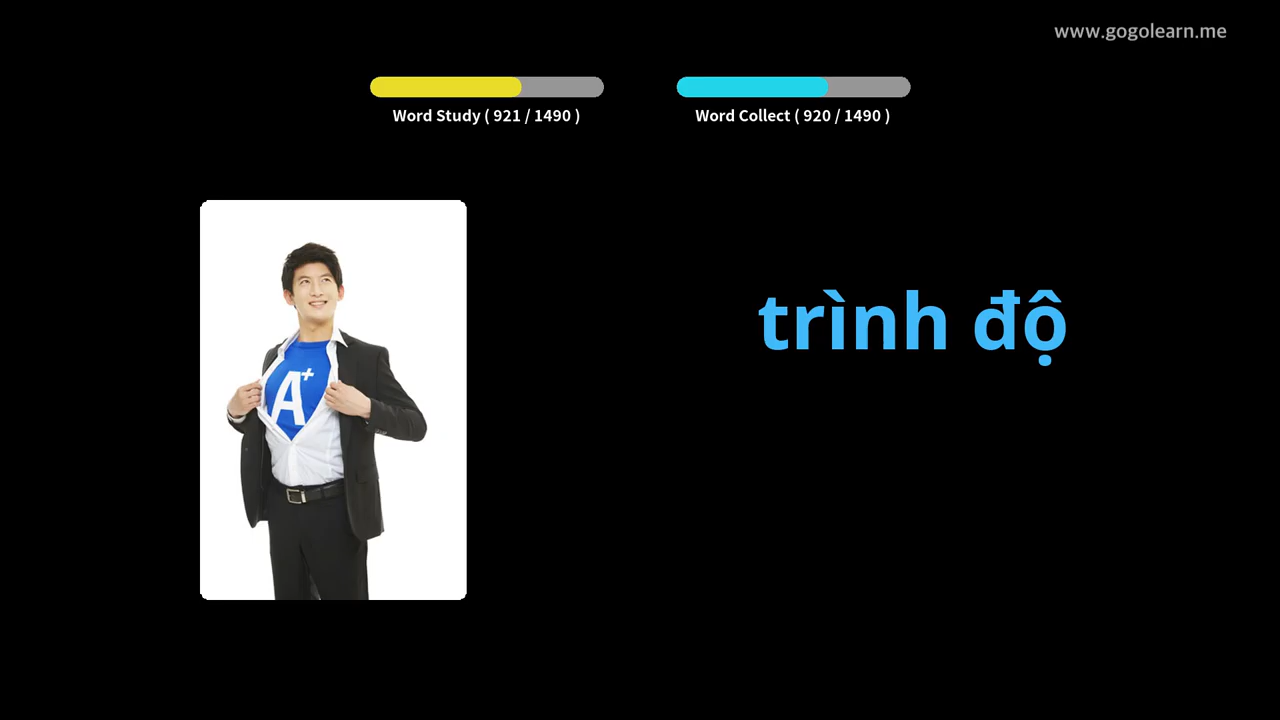 www.gogolearn.me
Word Study ( 921 / 1490 )
Word Collect ( 920 / 1490 )
trình độ
A+